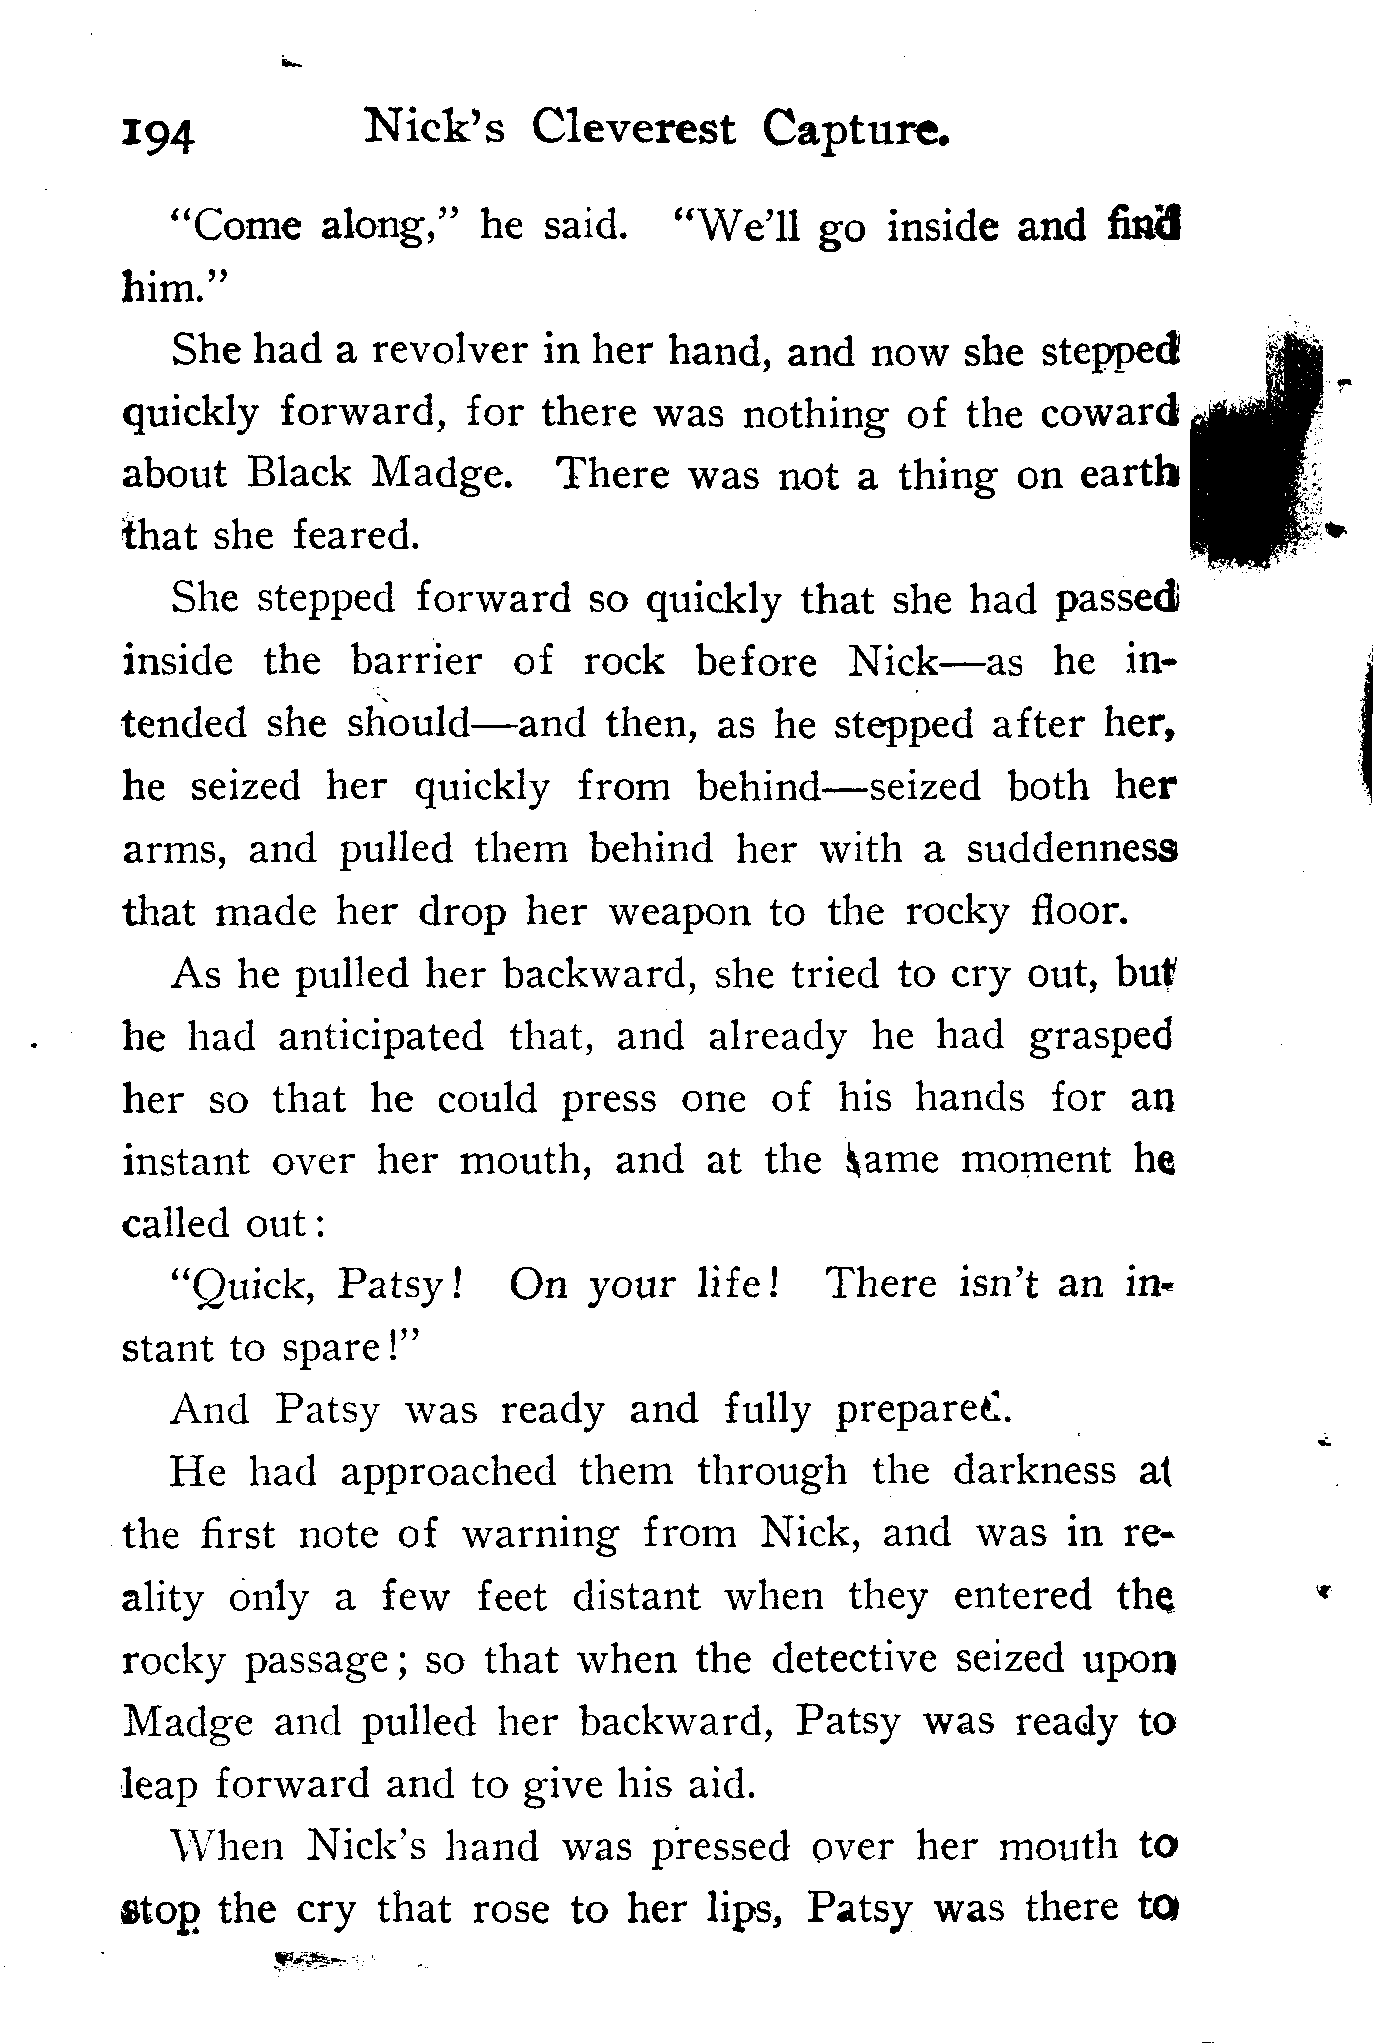 194 Nick's Cleverest Capture.
“Come along,” he said. “We'll go inside and find
him.”
She had a revolver in her hand, and now she stepped
quickly forward, for there was nothing of the coward
about Black Madge. There was not a thing on earth
that she feared.
She stepped forward so quickly that she had passed
inside the barrier of rock before Nick—as he in-
tended she should—and then, as he stepped after her,
he seized her quickly from behind—seized both her
arms, and pulled them behind her with a suddenness
that made her drop her weapon to the rocky floor.
As he pulled her backward, she tried to cry out, but
he had anticipated that, and already he had grasped
her so that he could press one of his hands for an
instant over her mouth, and at the same moment he
called out:
“Quick, Patsy! On your life! There isn't an in-
stant to spare!”
And Patsy was ready and fully prepared.
He had approached them through the darkness at
the first note of warning from Nick, and was in re-
ality only a few feet distant when they entered the
rocky passage; so that when the detective seized upon
Madge and pulled her backward, Patsy was ready to
leap forward and to give his aid.
When Nick's hand was pressed over her mouth to
stop the cry that rose to her lips, Patsy was there to